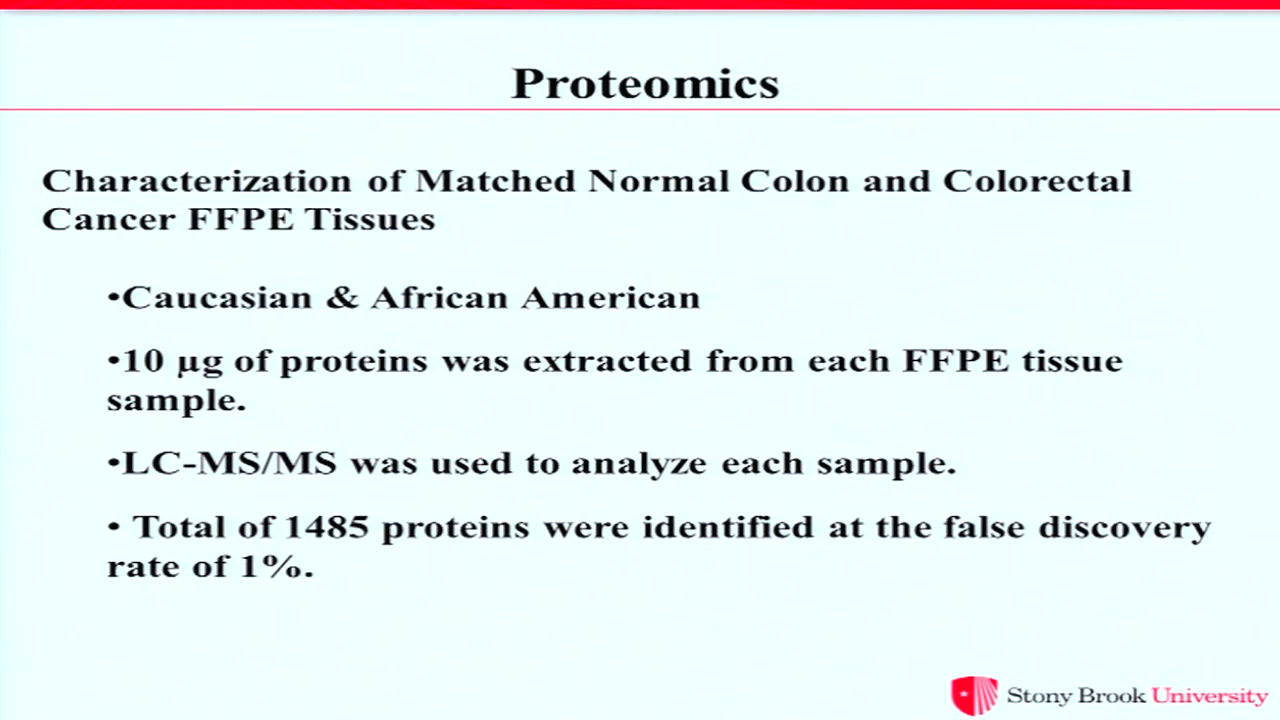 Proteomics
Characterization of Matched Normal Colon and Colorectal
Cancer FFPE Tissues
•Caucasian & African American
•10 µg of proteins was extracted from each FFPE tissue
sample.
•LC-MS/MS was used to analyze each sample.
• Total of 1485 proteins were identified at the false discovery
rate of 1%.
Stony Brook University